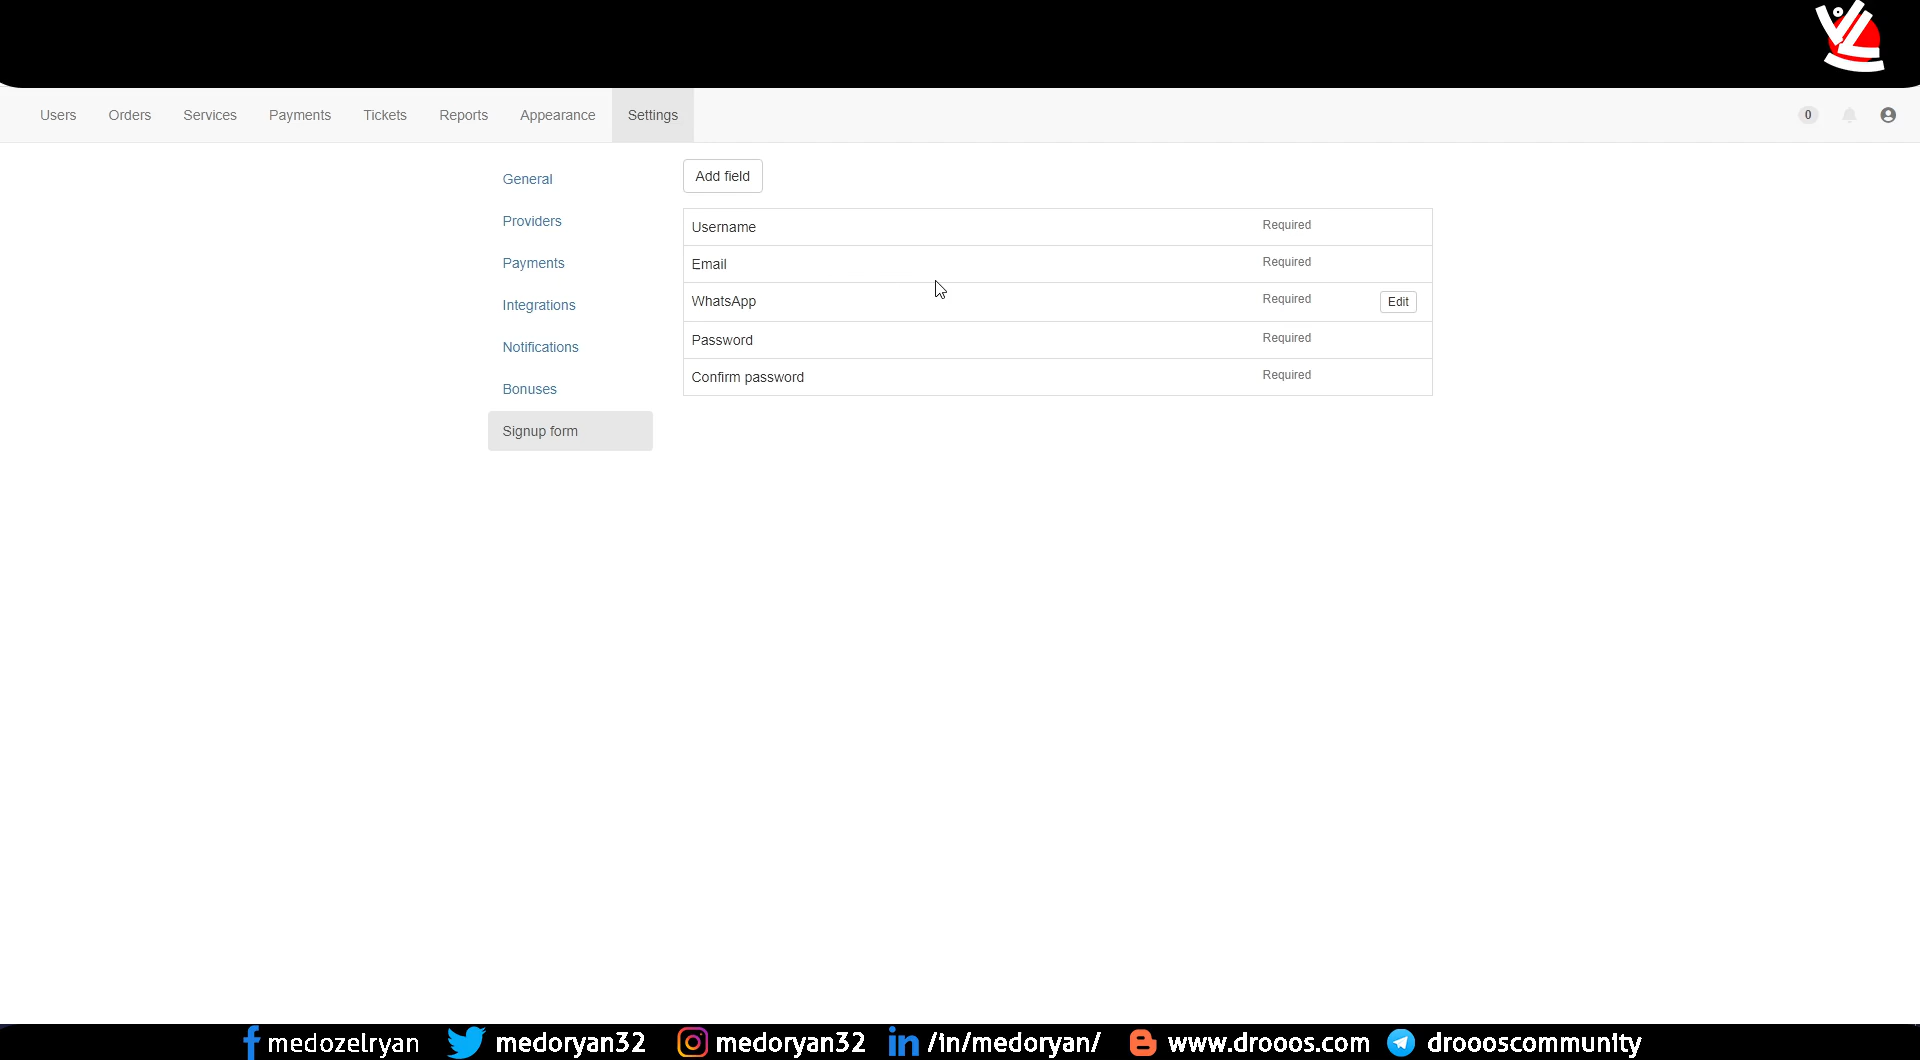 Users Orders Services Payments Tickets Reports Appearance Settings 0
General
Providers
Payments
Integrations
Notifications
Bonuses
Signup form
Add field
Username Required
Email Required
WhatsApp Required Edit
Password Required
Confirm password Required
medozelryan medoryan32 medoryan32 /in/medoryan/ www.drooos.com droooscommunity